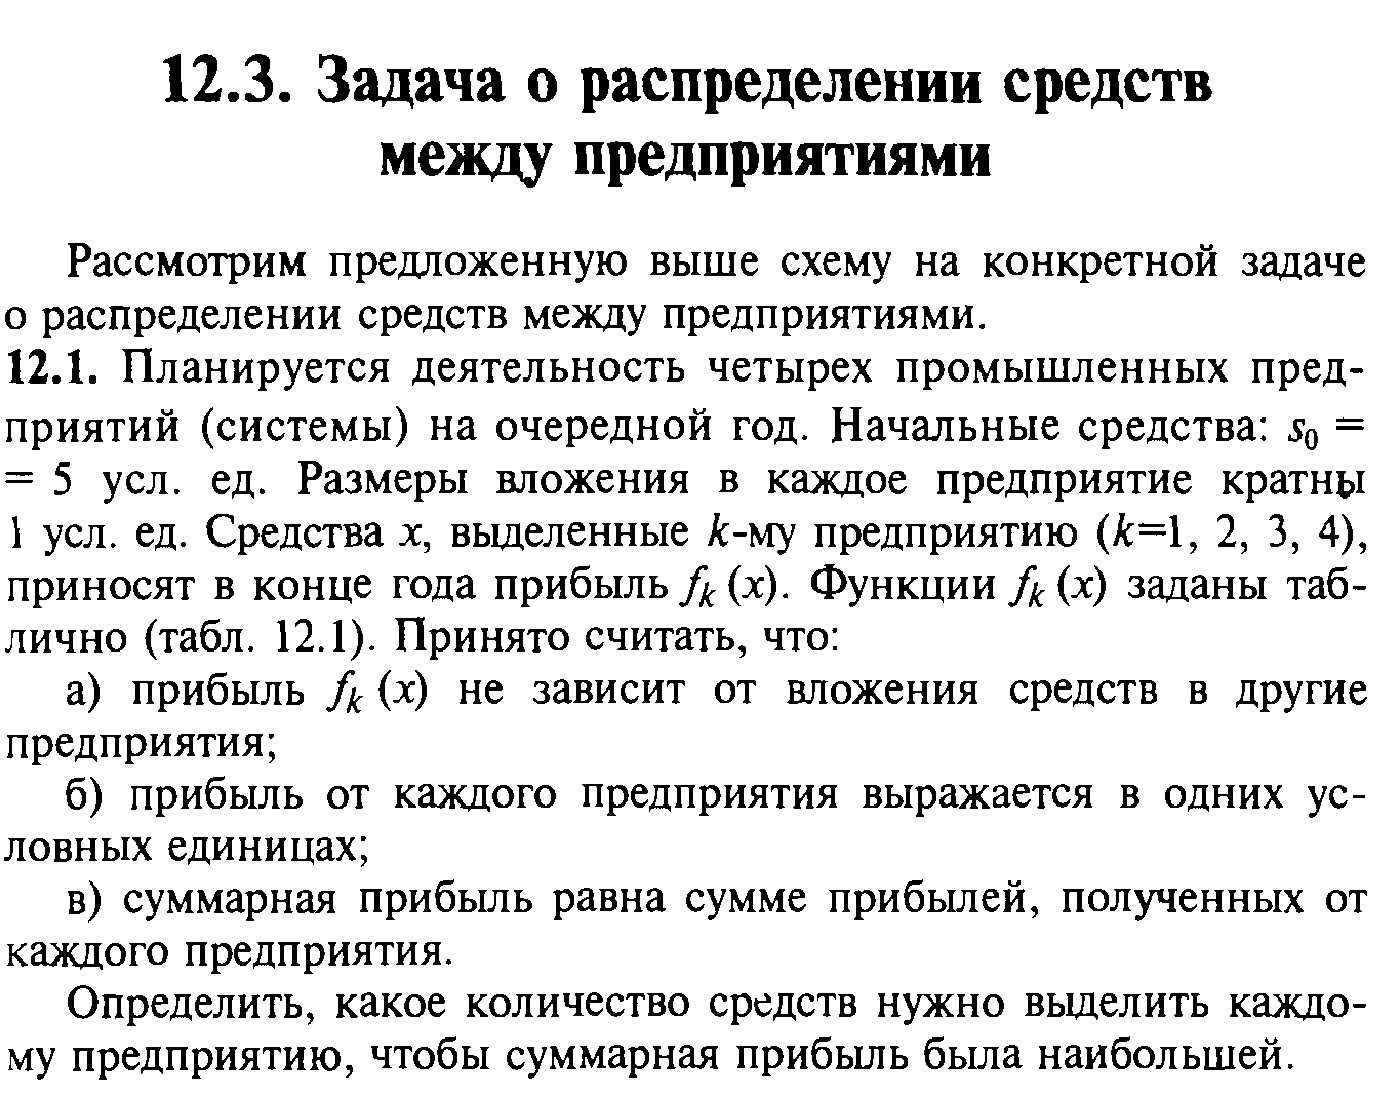 12.3. Задача о распределении средств
между предприятиями
Рассмотрим предложенную выше схему на конкретной задаче
о распределении средств между предприятиями.
12.1. Планируется деятельность четырех промышленных пред-
приятий (системы) на очередной год. Начальные средства: s₀ =
= 5 усл. ед. Размеры вложения в каждое предприятие кратны
1 усл. ед. Средства x, выделенные k-му предприятию (k=1, 2, 3, 4),
приносят в конце года прибыль fₖ (x). Функции fₖ (x) заданы таб-
лично (табл. 12.1). Принято считать, что:
а) прибыль fₖ (x) не зависит от вложения средств в другие
предприятия;
б) прибыль от каждого предприятия выражается в одних ус-
ловных единицах;
в) суммарная прибыль равна сумме прибылей, полученных от
каждого предприятия.
Определить, какое количество средств нужно выделить каждо-
му предприятию, чтобы суммарная прибыль была наибольшей.